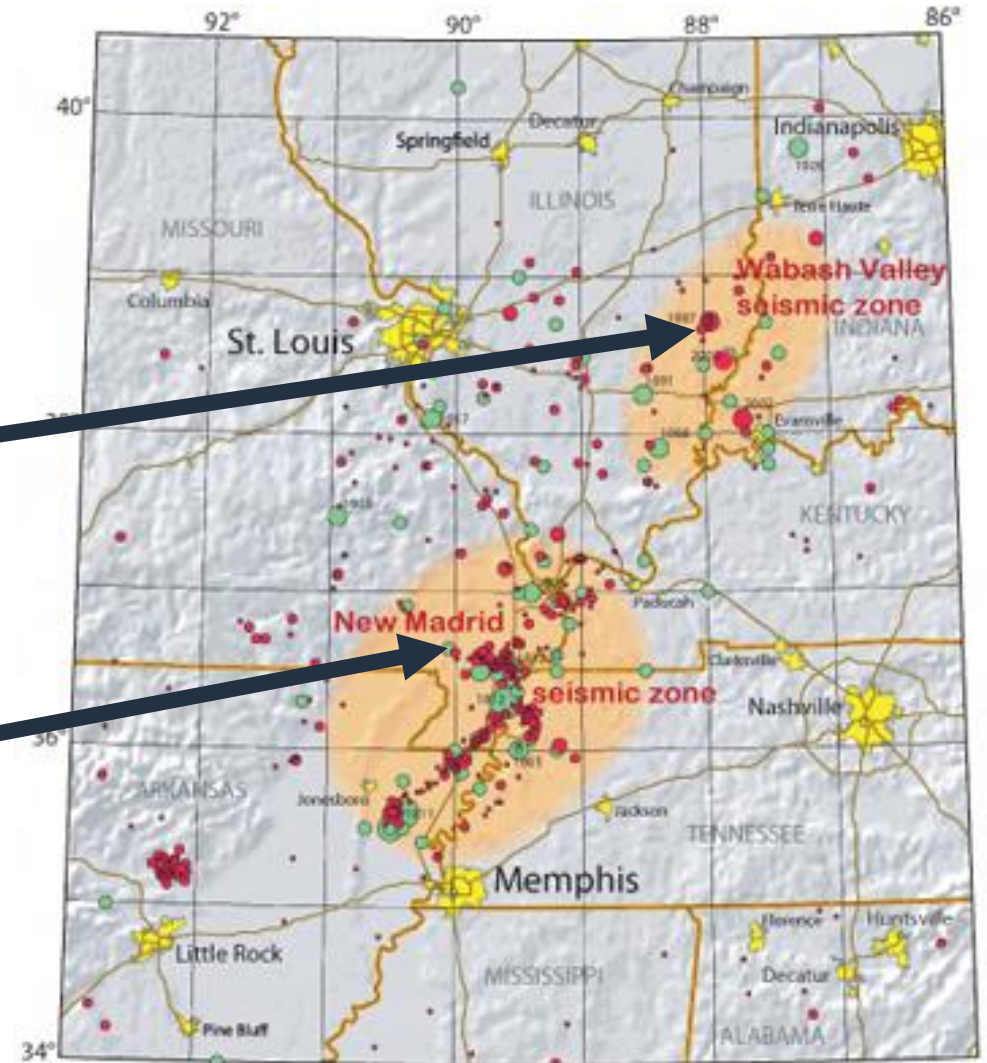 92°
90°
88°
86°
40°
Champaign
Decatur
Springfield
Indianapolis
1909
ILLINOIS
Terre Haute
MISSOURI
Wabash Valley
seismic zone
Columbia
1987
INDIANA
St. Louis
2002
Evansville
KENTUCKY
Paducah
New Madrid
seismic zone
Clarksville
Nashville
36°
ARKANSAS
Jonesboro
Jackson
TENNESSEE
Memphis
Florence
Huntsville
Little Rock
Decatur
MISSISSIPPI
Pine Bluff
ALABAMA
34°